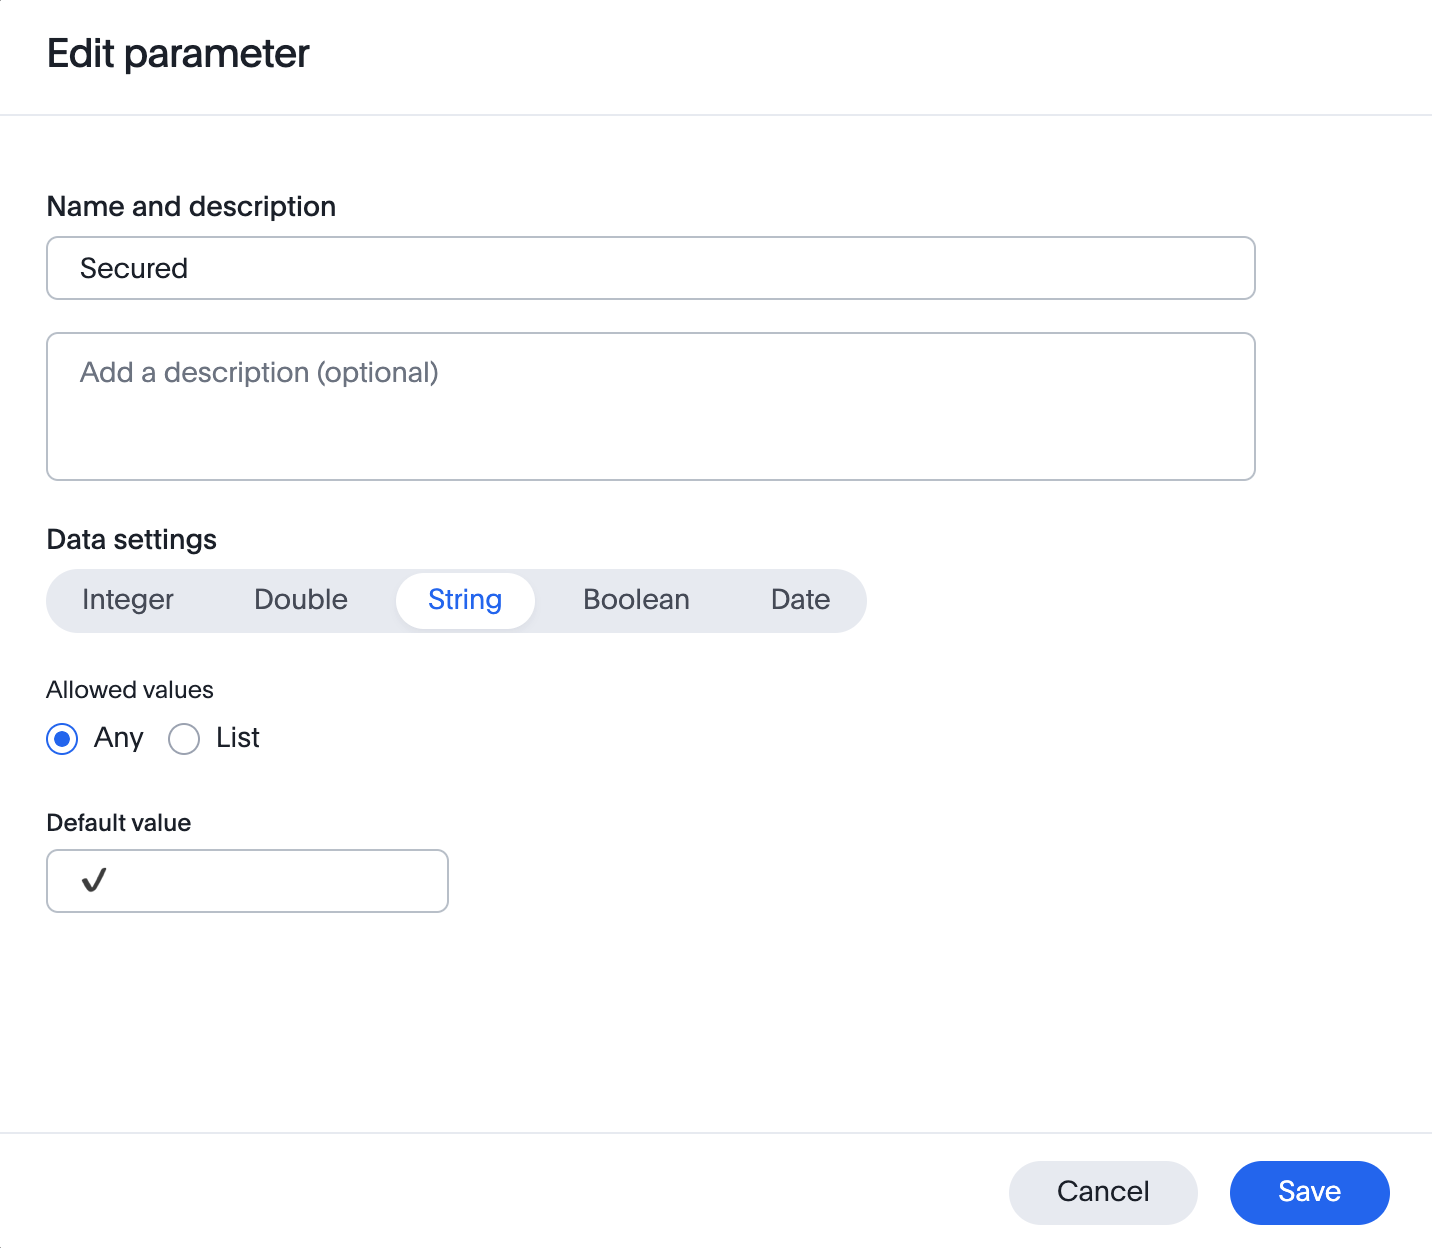 Edit parameter
Name and description
Secured
Add a description (optional)
Data settings
Integer Double String Boolean Date
Allowed values
Any List
Default value
✔
Cancel Save